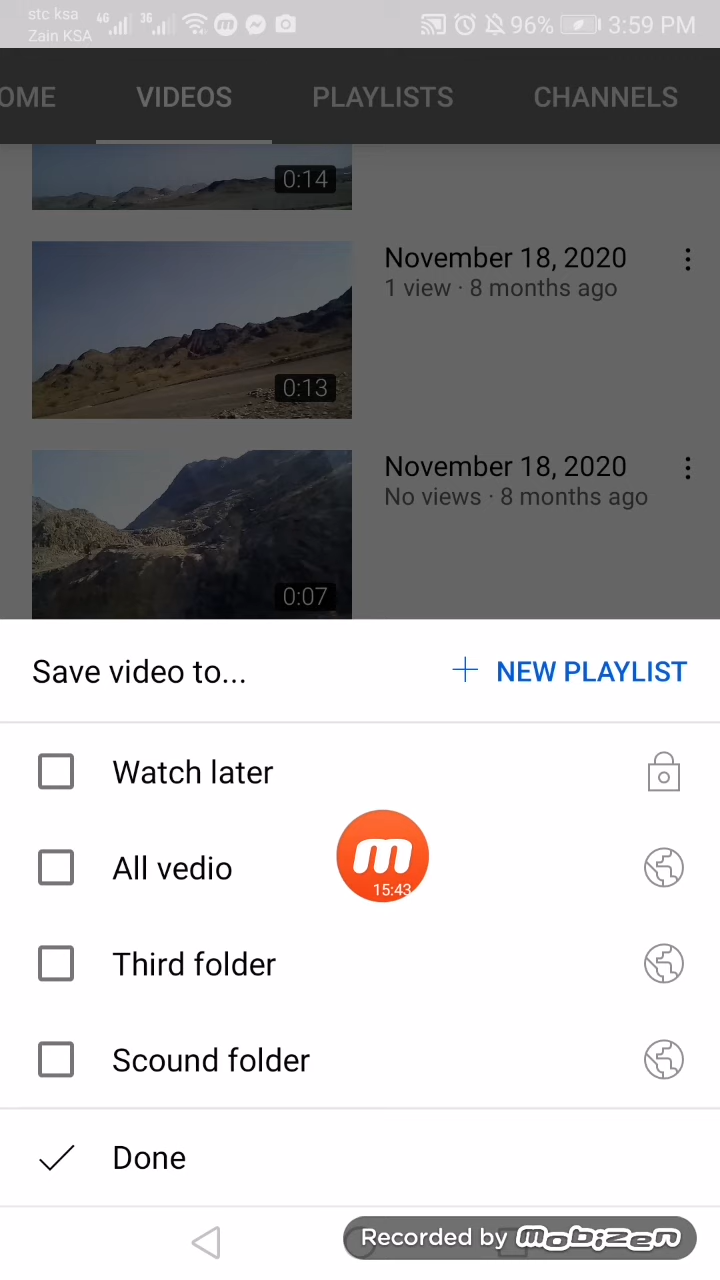 stc ksa
Zain KSA
4G
3G
96%
3:59 PM
OME
VIDEOS
PLAYLISTS
CHANNELS
0:14
November 18, 2020
1 view · 8 months ago
0:13
November 18, 2020
No views · 8 months ago
0:07
Save video to...
+ NEW PLAYLIST
Watch later
All vedio
m
15:43
Third folder
Scound folder
Done
Recorded by mobizen